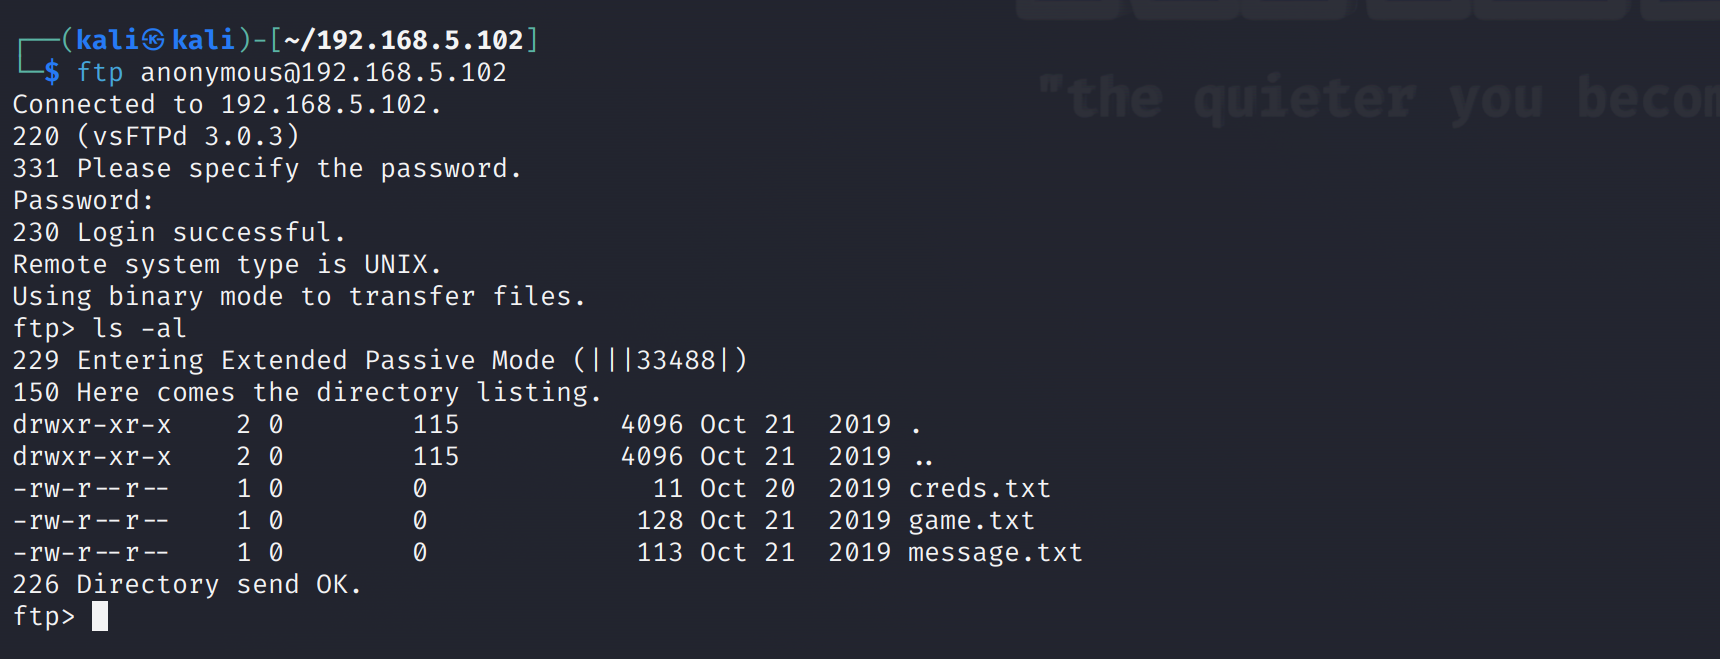 ┌──(kali㉿kali)-[~/192.168.5.102]
└─$ ftp anonymous@192.168.5.102
"the quieter you becom
Connected to 192.168.5.102.
220 (vsFTPd 3.0.3)
331 Please specify the password.
Password:
230 Login successful.
Remote system type is UNIX.
Using binary mode to transfer files.
ftp> ls -al
229 Entering Extended Passive Mode (|||33488|)
150 Here comes the directory listing.
drwxr-xr-x    2 0        115          4096 Oct 21  2019 .
drwxr-xr-x    2 0        115          4096 Oct 21  2019 ..
-rw-r--r--    1 0        0              11 Oct 20  2019 creds.txt
-rw-r--r--    1 0        0             128 Oct 21  2019 game.txt
-rw-r--r--    1 0        0             113 Oct 21  2019 message.txt
226 Directory send OK.
ftp>